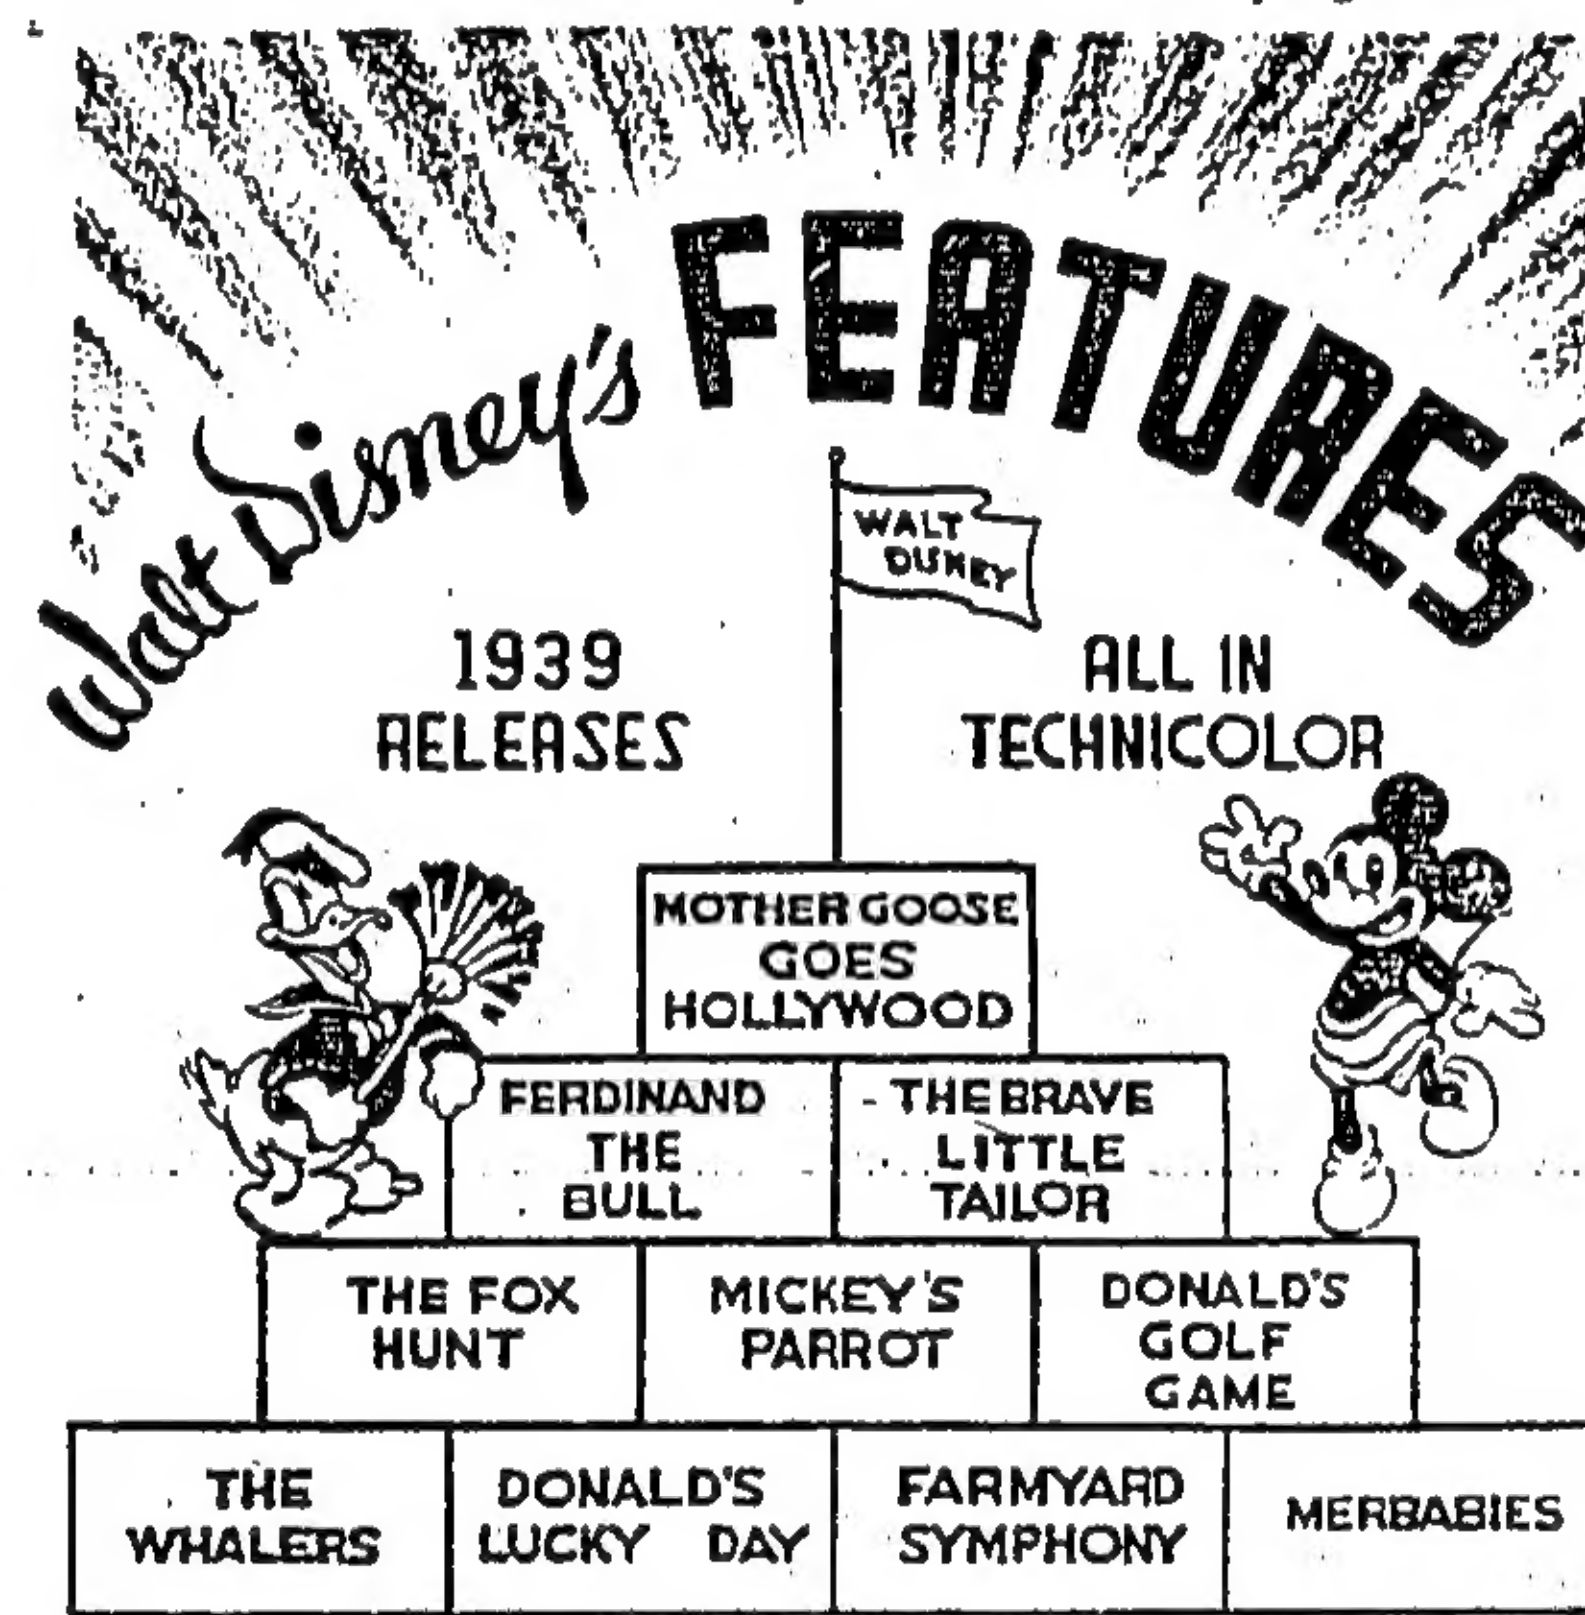 Walt Disney's FEATURES
WALT
DISNEY
1939
RELEASES
ALL IN
TECHNICOLOR
MOTHER GOOSE
GOES
HOLLYWOOD
FERDINAND
THE
BULL
THE BRAVE
LITTLE
TAILOR
THE FOX
HUNT
MICKEY'S
PARROT
DONALD'S
GOLF
GAME
THE
WHALERS
DONALD'S
LUCKY DAY
FARMYARD
SYMPHONY
MERBABIES